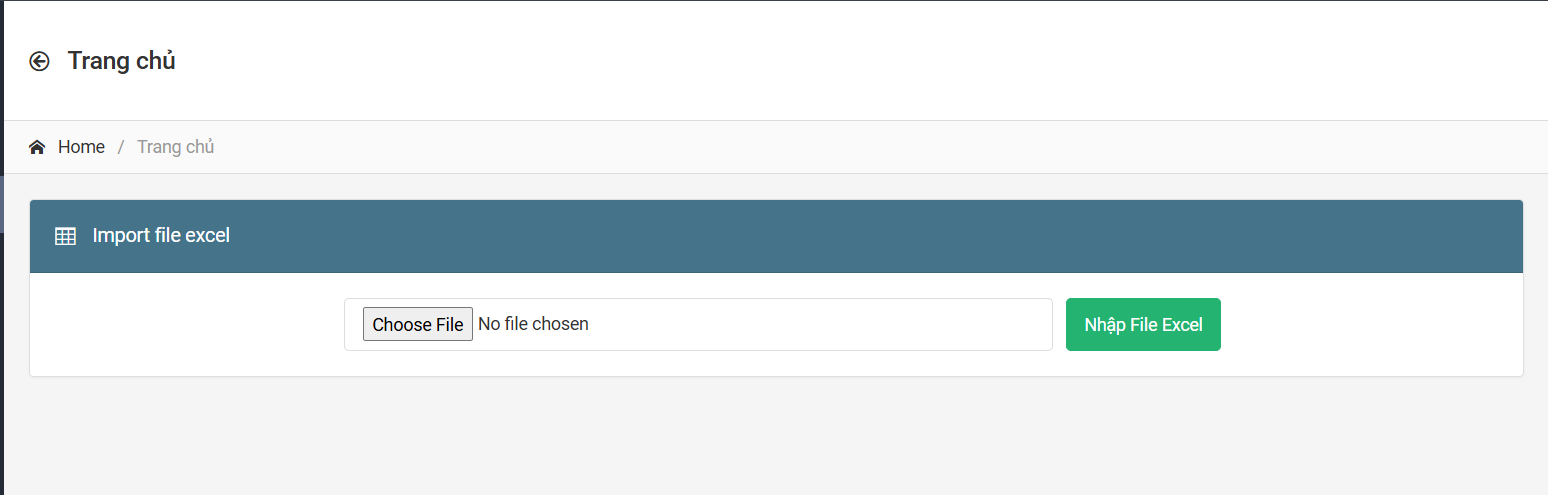 Trang chủ
Home / Trang chủ
Import file excel
Choose File No file chosen Nhập File Excel